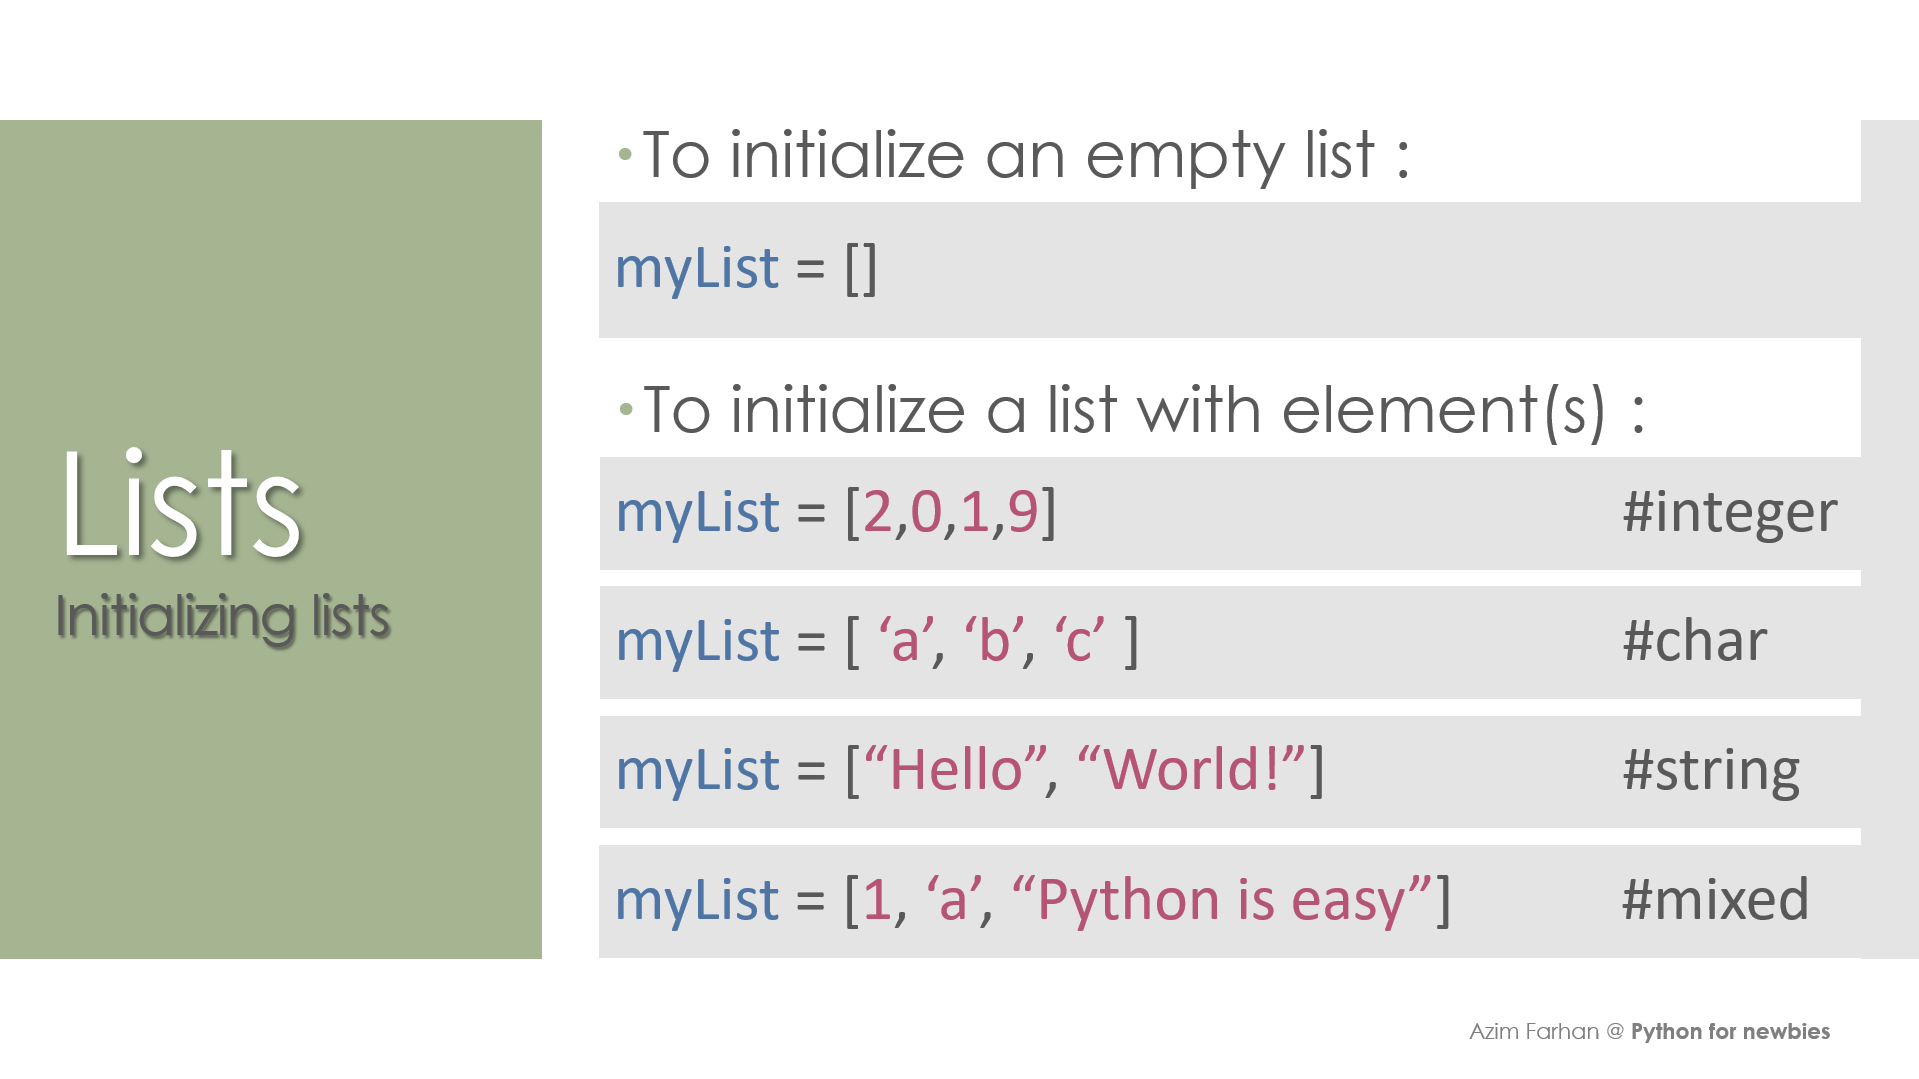 Lists
Initializing lists
•To initialize an empty list :
myList = []
•To initialize a list with element(s) :
myList = [2,0,1,9] #integer
myList = [ ‘a’, ‘b’, ‘c’ ] #char
myList = [“Hello”, “World!”] #string
myList = [1, ‘a’, “Python is easy”] #mixed
Azim Farhan @ Python for newbies